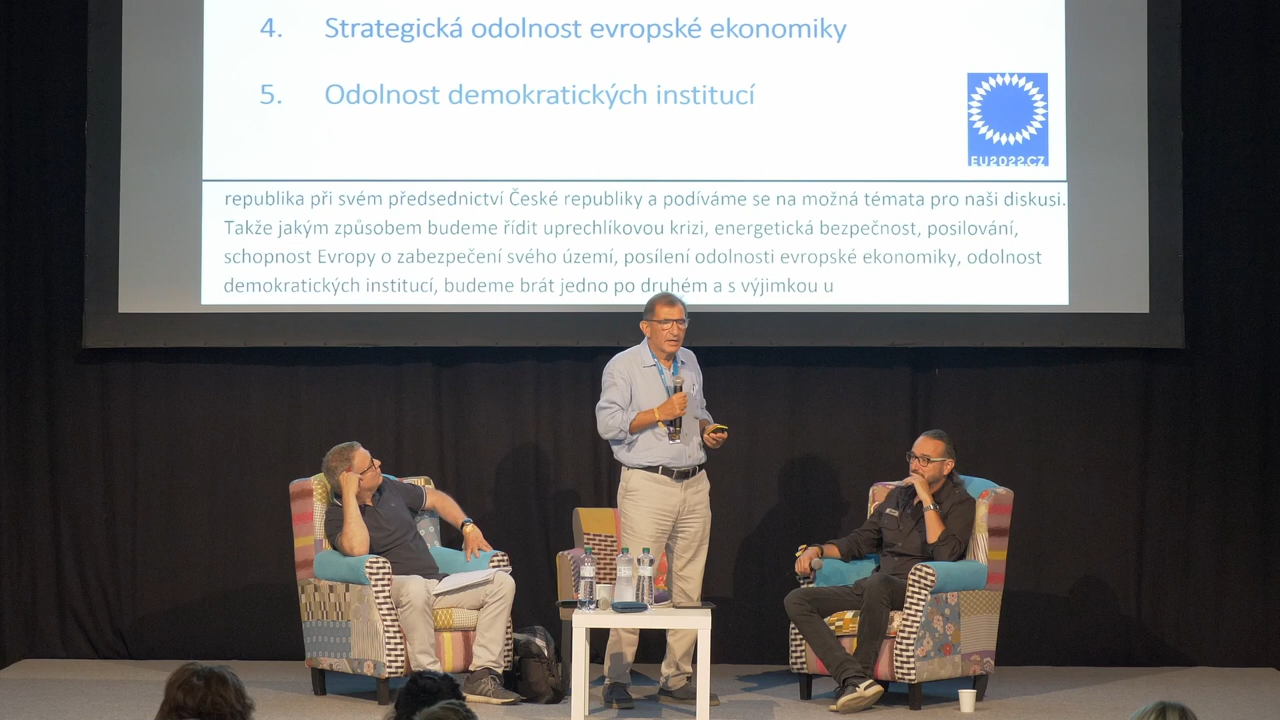 4. Strategická odolnost evropské ekonomiky
5. Odolnost demokratických institucí
EU2022.CZ
republika při svém předsednictví České republiky a podíváme se na možná témata pro naši diskusi.
Takže jakým způsobem budeme řídit uprechlíkovou krizi, energetická bezpečnost, posilování,
schopnost Evropy o zabezpečení svého území, posílení odolnosti evropské ekonomiky, odolnost
demokratických institucí, budeme brát jedno po druhém a s výjimkou u